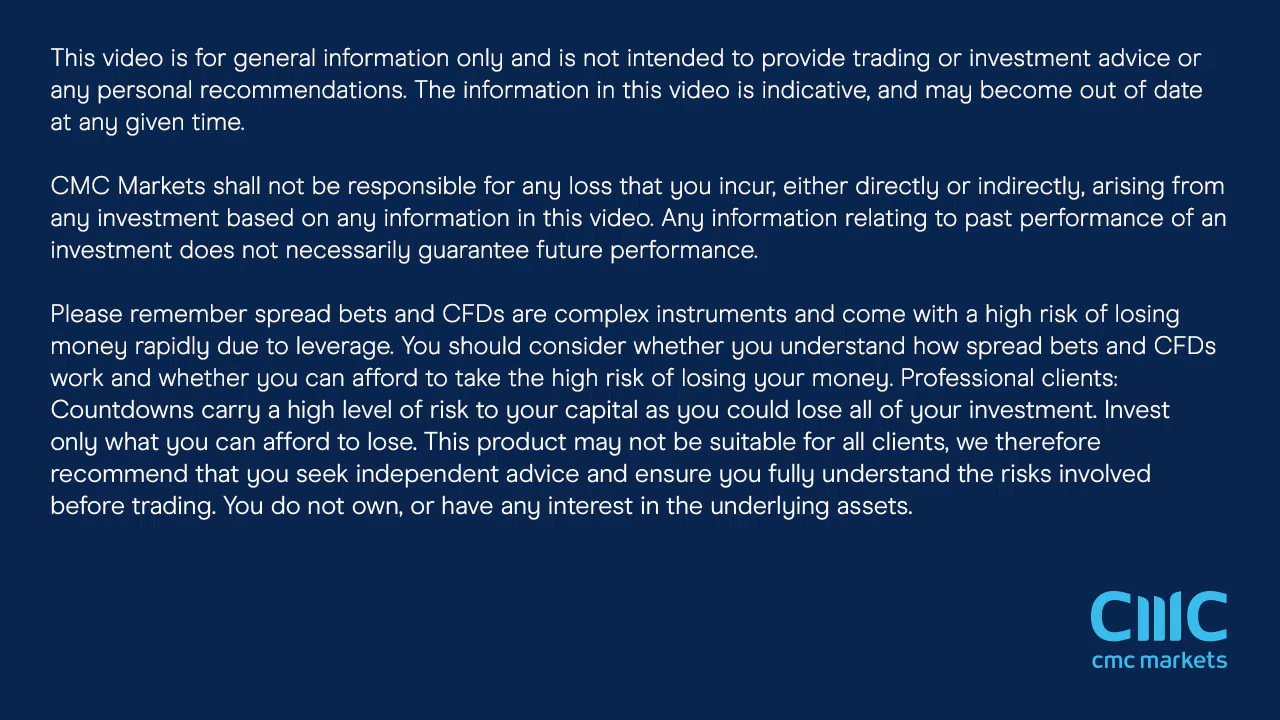 This video is for general information only and is not intended to provide trading or investment advice or
any personal recommendations. The information in this video is indicative, and may become out of date
at any given time.
CMC Markets shall not be responsible for any loss that you incur, either directly or indirectly, arising from
any investment based on any information in this video. Any information relating to past performance of an
investment does not necessarily guarantee future performance.
Please remember spread bets and CFDs are complex instruments and come with a high risk of losing
money rapidly due to leverage. You should consider whether you understand how spread bets and CFDs
work and whether you can afford to take the high risk of losing your money. Professional clients:
Countdowns carry a high level of risk to your capital as you could lose all of your investment. Invest
only what you can afford to lose. This product may not be suitable for all clients, we therefore
recommend that you seek independent advice and ensure you fully understand the risks involved
before trading. You do not own, or have any interest in the underlying assets.
cmc
cmc markets